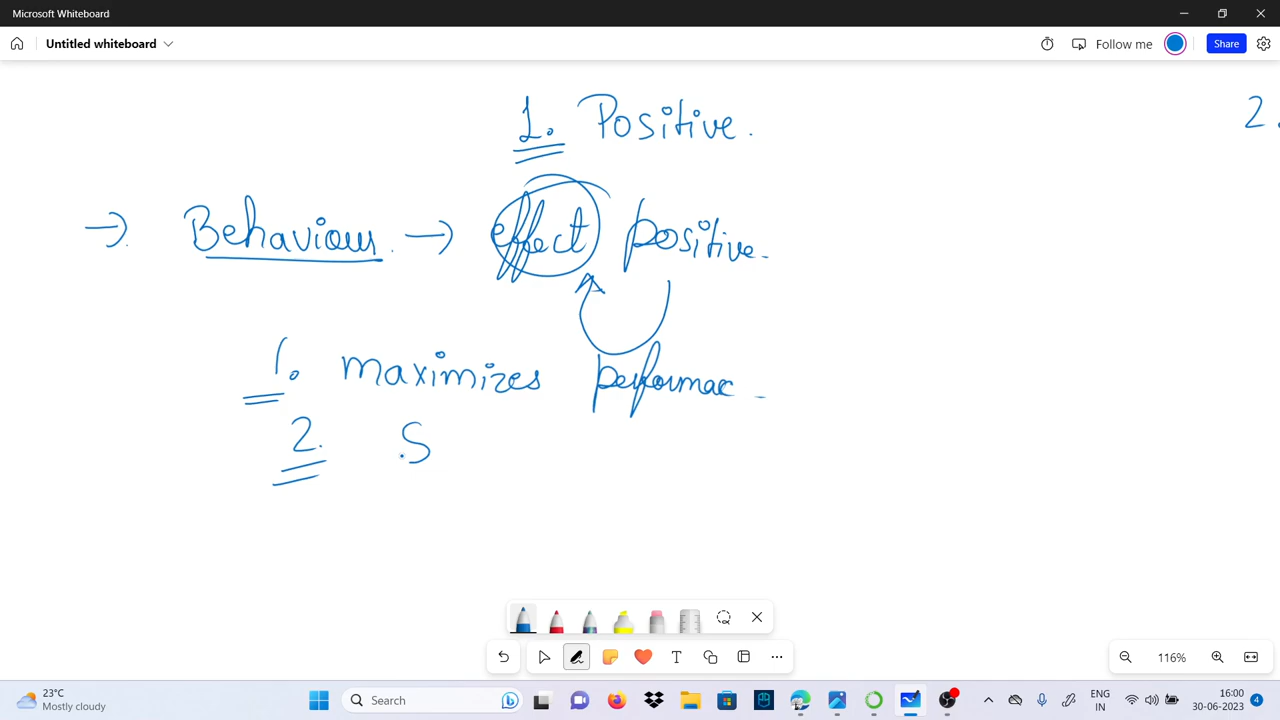 Microsoft Whiteboard
Untitled whiteboard
Follow me
Share
1. Positive.
2.
→ Behaviour. → effect positive.
1. maximizes performac
2. S
116%
23°C
Mostly cloudy
Search
ENG
IN
16:00
30-06-2023
4